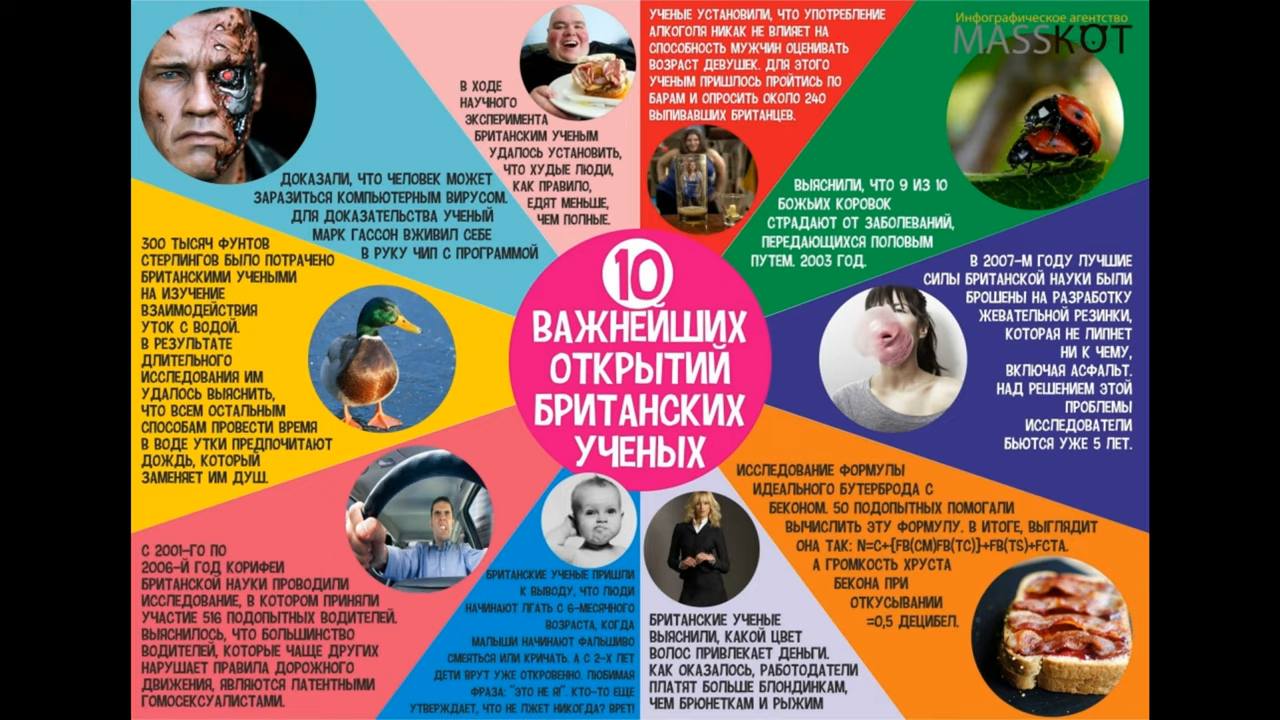 Инфографическое агентство
MASSKOT
10
ВАЖНЕЙШИХ
ОТКРЫТИЙ
БРИТАНСКИХ
УЧЕНЫХ
ДОКАЗАЛИ, ЧТО ЧЕЛОВЕК МОЖЕТ
ЗАРАЗИТЬСЯ КОМПЬЮТЕРНЫМ ВИРУСОМ.
ДЛЯ ДОКАЗАТЕЛЬСТВА УЧЕНЫЙ
МАРК ГАССОН ВЖИВИЛ СЕБЕ
В РУКУ ЧИП С ПРОГРАММОЙ
В ХОДЕ
НАУЧНОГО
ЭКСПЕРИМЕНТА
БРИТАНСКИМ УЧЕНЫМ
УДАЛОСЬ УСТАНОВИТЬ,
ЧТО ХУДЫЕ ЛЮДИ,
КАК ПРАВИЛО,
ЕДЯТ МЕНЬШЕ,
ЧЕМ ПОЛНЫЕ.
УЧЕНЫЕ УСТАНОВИЛИ, ЧТО УПОТРЕБЛЕНИЕ
АЛКОГОЛЯ НИКАК НЕ ВЛИЯЕТ НА
СПОСОБНОСТЬ МУЖЧИН ОЦЕНИВАТЬ
ВОЗРАСТ ДЕВУШЕК. ДЛЯ ЭТОГО
УЧЕНЫМ ПРИШЛОСЬ ПРОЙТИСЬ ПО
БАРАМ И ОПРОСИТЬ ОКОЛО 240
ВЫПИВАВШИХ БРИТАНЦЕВ.
ВЫЯСНИЛИ, ЧТО 9 ИЗ 10
БОЖЬИХ КОРОВОК
СТРАДАЮТ ОТ ЗАБОЛЕВАНИЙ,
ПЕРЕДАЮЩИХСЯ ПОЛОВЫМ
ПУТЕМ. 2003 ГОД.
В 2007-М ГОДУ ЛУЧШИЕ
СИЛЫ БРИТАНСКОЙ НАУКИ БЫЛИ
БРОШЕНЫ НА РАЗРАБОТКУ
ЖЕВАТЕЛЬНОЙ РЕЗИНКИ,
КОТОРАЯ НЕ ЛИПНЕТ
НИ К ЧЕМУ,
ВКЛЮЧАЯ АСФАЛЬТ.
НАД РЕШЕНИЕМ ЭТОЙ
ПРОБЛЕМЫ
ИССЛЕДОВАТЕЛИ
БЬЮТСЯ УЖЕ 5 ЛЕТ.
ИССЛЕДОВАНИЕ ФОРМУЛЫ
ИДЕАЛЬНОГО БУТЕРБРОДА С
БЕКОНОМ. 50 ПОДОПЫТНЫХ ПОМОГАЛИ
ВЫЧИСЛИТЬ ЭТУ ФОРМУЛУ. В ИТОГЕ, ВЫГЛЯДИТ
ОНА ТАК: N=C+{FB(CM)FB(TC)}+FB(TS)+FCTA.
А ГРОМКОСТЬ ХРУСТА
БЕКОНА ПРИ
ОТКУСЫВАНИИ
=0,5 ДЕЦИБЕЛ.
БРИТАНСКИЕ УЧЕНЫЕ
ВЫЯСНИЛИ, КАКОЙ ЦВЕТ
ВОЛОС ПРИВЛЕКАЕТ ДЕНЬГИ.
КАК ОКАЗАЛОСЬ, РАБОТОДАТЕЛИ
ПЛАТЯТ БОЛЬШЕ БЛОНДИНКАМ,
ЧЕМ БРЮНЕТКАМ И РЫЖИМ
БРИТАНСКИЕ УЧЕНЫЕ ПРИШЛИ
К ВЫВОДУ, ЧТО ЛЮДИ
НАЧИНАЮТ ЛГАТЬ С 6-МЕСЯЧНОГО
ВОЗРАСТА, КОГДА
МАЛЫШИ НАЧИНАЮТ ФАЛЬШИВО
СМЕЯТЬСЯ ИЛИ КРИЧАТЬ. А С 2-Х ЛЕТ
ДЕТИ ВРУТ УЖЕ ОТКРОВЕННО. ЛЮБИМАЯ
ФРАЗА: "ЭТО НЕ Я!". КТО-ТО ЕЩЕ
УТВЕРЖДАЕТ, ЧТО НЕ ЛЖЕТ НИКОГДА? ВРЕТ!
С 2001-ГО ПО
2006-Й ГОД КОРИФЕИ
БРИТАНСКОЙ НАУКИ ПРОВОДИЛИ
ИССЛЕДОВАНИЕ, В КОТОРОМ ПРИНЯЛИ
УЧАСТИЕ 516 ПОДОПЫТНЫХ ВОДИТЕЛЕЙ.
ВЫЯСНИЛОСЬ, ЧТО БОЛЬШИНСТВО
ВОДИТЕЛЕЙ, КОТОРЫЕ ЧАЩЕ ДРУГИХ
НАРУШАЕТ ПРАВИЛА ДОРОЖНОГО
ДВИЖЕНИЯ, ЯВЛЯЮТСЯ ЛАТЕНТНЫМИ
ГОМОСЕКСУАЛИСТАМИ.
300 ТЫСЯЧ ФУНТОВ
СТЕРЛИНГОВ БЫЛО ПОТРАЧЕНО
БРИТАНСКИМИ УЧЕНЫМИ
НА ИЗУЧЕНИЕ
ВЗАИМОДЕЙСТВИЯ
УТОК С ВОДОЙ.
В РЕЗУЛЬТАТЕ
ДЛИТЕЛЬНОГО
ИССЛЕДОВАНИЯ ИМ
УДАЛОСЬ ВЫЯСНИТЬ,
ЧТО ВСЕМ ОСТАЛЬНЫМ
СПОСОБАМ ПРОВЕСТИ ВРЕМЯ
В ВОДЕ УТКИ ПРЕДПОЧИТАЮТ
ДОЖДЬ, КОТОРЫЙ
ЗАМЕНЯЕТ ИМ ДУШ.